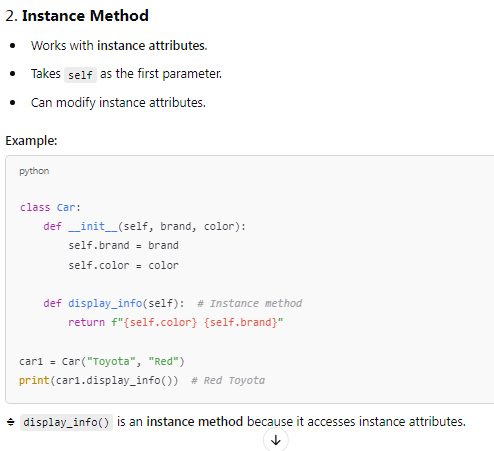 2. Instance Method
• Works with instance attributes.
• Takes self as the first parameter.
• Can modify instance attributes.
Example:
python
class Car:
    def __init__(self, brand, color):
        self.brand = brand
        self.color = color

    def display_info(self):  # Instance method
        return f"{self.color} {self.brand}"

car1 = Car("Toyota", "Red")
print(car1.display_info())  # Red Toyota
display_info() is an instance method because it accesses instance attributes.